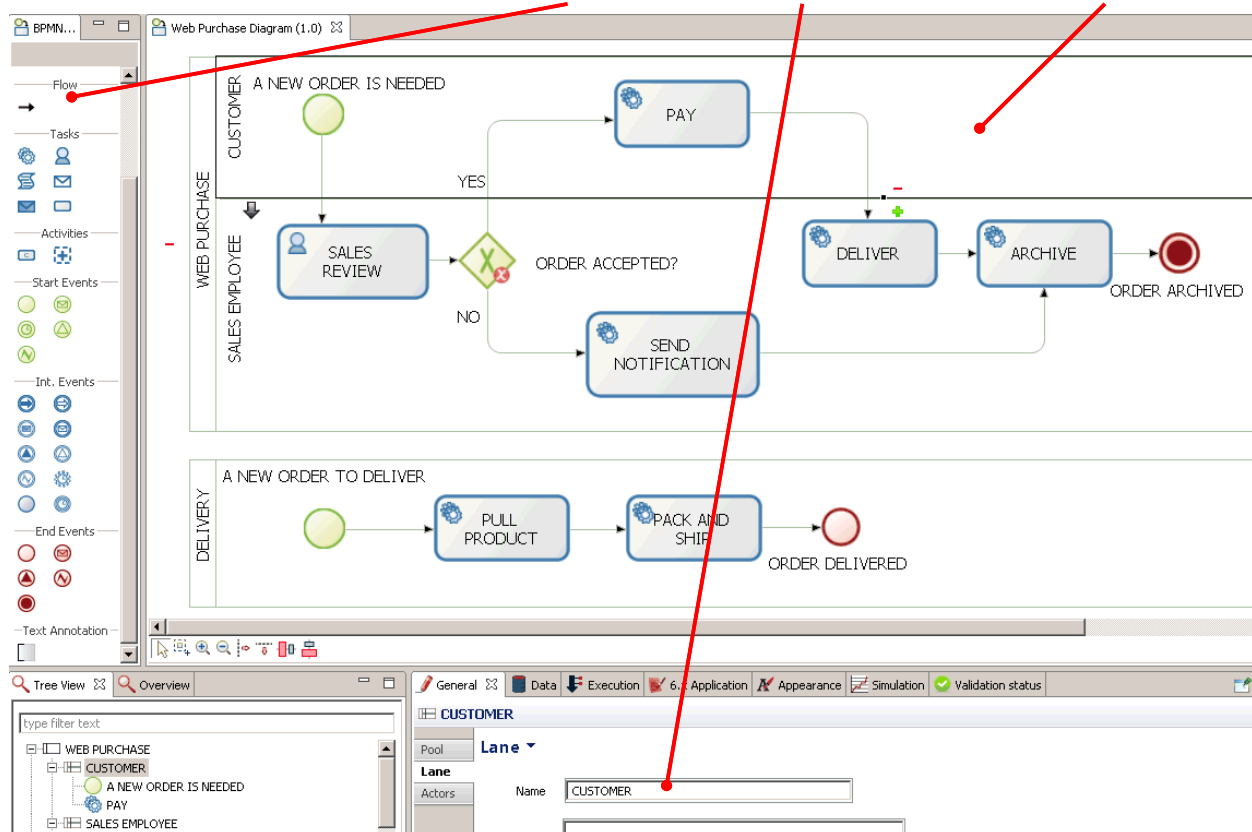 BPMN...
Web Purchase Diagram (1.0)
Flow
Tasks
Activities
Start Events
Int. Events
End Events
Text Annotation
WEB PURCHASE
CUSTOMER
A NEW ORDER IS NEEDED
PAY
YES
SALES EMPLOYEE
SALES
REVIEW
ORDER ACCEPTED?
DELIVER
ARCHIVE
ORDER ARCHIVED
NO
SEND
NOTIFICATION
DELIVERY
A NEW ORDER TO DELIVER
PULL
PRODUCT
PACK AND
SHIP
ORDER DELIVERED
Tree View
Overview
type filter text
WEB PURCHASE
CUSTOMER
A NEW ORDER IS NEEDED
PAY
SALES EMPLOYEE
General
Data
Execution
6.x Application
Appearance
Simulation
Validation status
CUSTOMER
Pool
Lane
Actors
Lane
Name
CUSTOMER